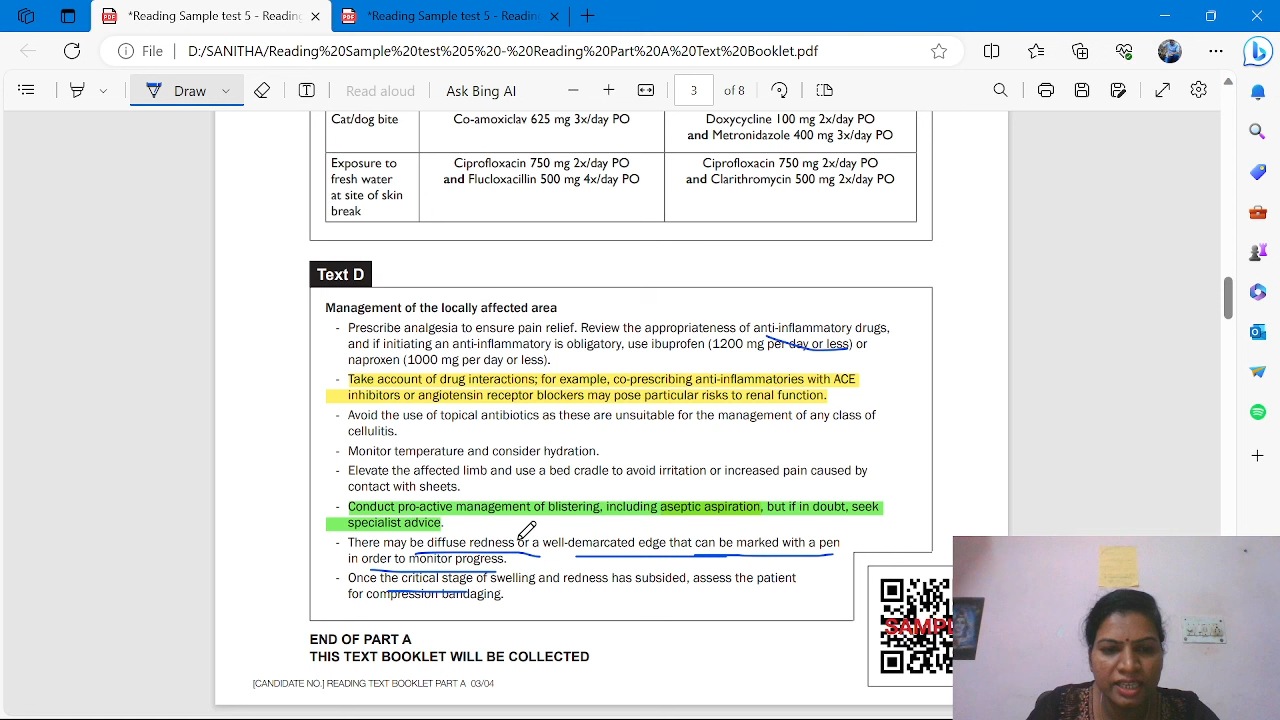 *Reading Sample test 5 - Reading
*Reading Sample test 5 - Reading
File
D:/SANITHA/Reading%20Sample%20test%205%20-%20Reading%20Part%20A%20Text%20Booklet.pdf
Draw
Read aloud
Ask Bing AI
3
of 8
Cat/dog bite
Co-amoxiclav 625 mg 3x/day PO
Doxycycline 100 mg 2x/day PO
and Metronidazole 400 mg 3x/day PO
Exposure to
fresh water
at site of skin
break
Ciprofloxacin 750 mg 2x/day PO
and Flucloxacillin 500 mg 4x/day PO
Ciprofloxacin 750 mg 2x/day PO
and Clarithromycin 500 mg 2x/day PO
Text D
Management of the locally affected area
- Prescribe analgesia to ensure pain relief. Review the appropriateness of anti-inflammatory drugs,
and if initiating an anti-inflammatory is obligatory, use ibuprofen (1200 mg per day or less) or
naproxen (1000 mg per day or less).
- Take account of drug interactions; for example, co-prescribing anti-inflammatories with ACE
inhibitors or angiotensin receptor blockers may pose particular risks to renal function.
- Avoid the use of topical antibiotics as these are unsuitable for the management of any class of
cellulitis.
- Monitor temperature and consider hydration.
- Elevate the affected limb and use a bed cradle to avoid irritation or increased pain caused by
contact with sheets.
- Conduct pro-active management of blistering, including aseptic aspiration, but if in doubt, seek
specialist advice.
- There may be diffuse redness or a well-demarcated edge that can be marked with a pen
in order to monitor progress.
- Once the critical stage of swelling and redness has subsided, assess the patient
for compression bandaging.
END OF PART A
THIS TEXT BOOKLET WILL BE COLLECTED
[CANDIDATE NO.] READING TEXT BOOKLET PART A 03/04